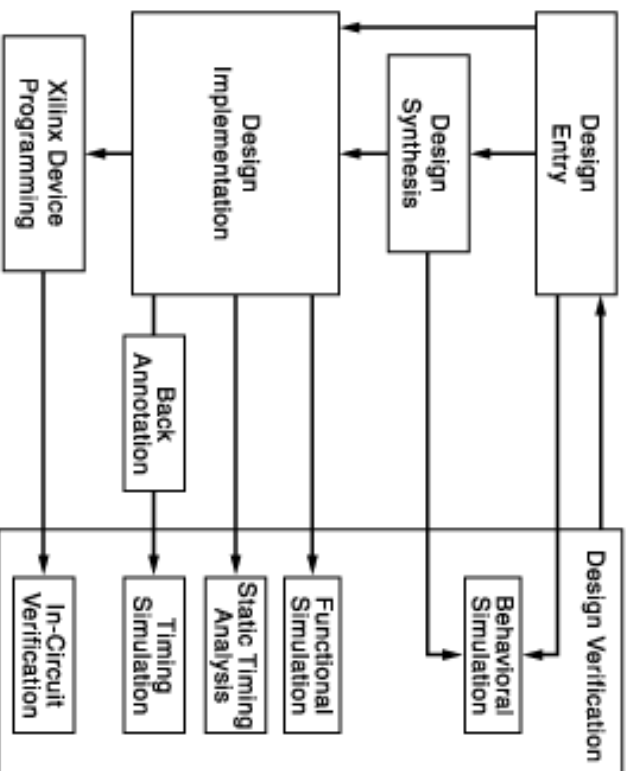 Design Verification
Design
Entry
Behavioral
Simulation
Design
Synthesis
Functional
Simulation
Design
Implementation
Static Timing
Analysis
Back
Annotation
Timing
Simulation
Xilinx Device
Programming
In-Circuit
Verification